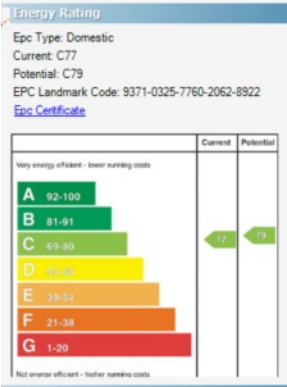 Energy Rating
Epc Type: Domestic
Current: C77
Potential: C79
EPC Landmark Code: 9371-0325-7760-2062-8922
Epc Certificate
Current Potential
Very energy efficient - lower running costs
A 92-100
B 81-91
C 69-80
77 79
D 55-68
E 39-54
F 21-38
G 1-20
Not energy efficient - higher running costs